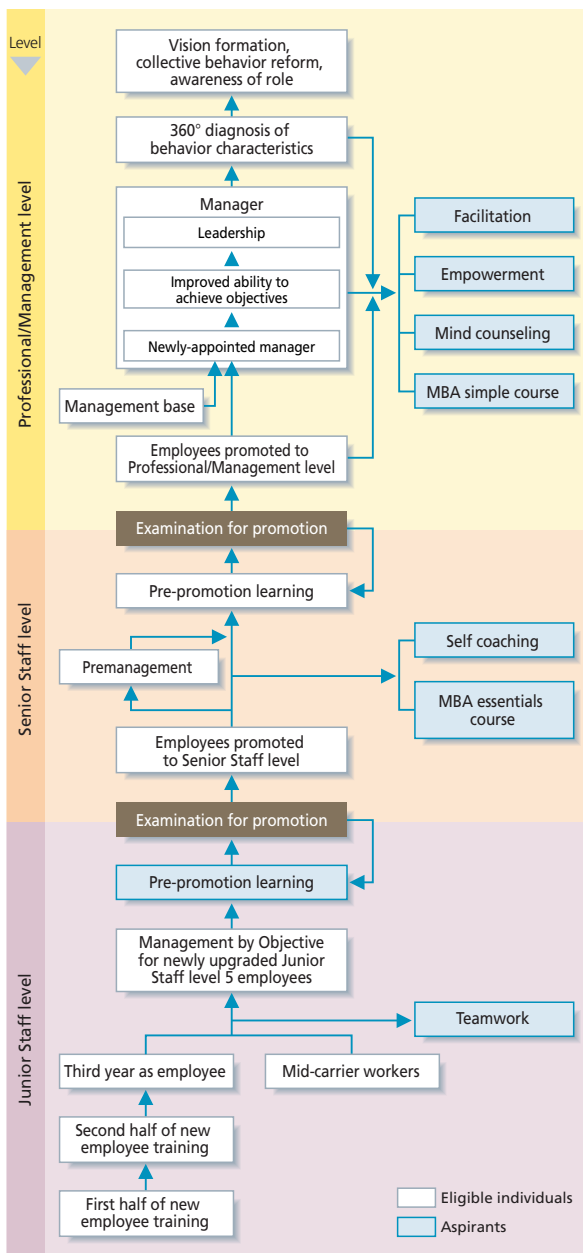 Level
Professional/Management level
Vision formation,
collective behavior reform,
awareness of role
360° diagnosis of
behavior characteristics
Manager
Leadership
Improved ability to
achieve objectives
Newly-appointed manager
Facilitation
Empowerment
Mind counseling
MBA simple course
Management base
Employees promoted to
Professional/Management level
Examination for promotion
Senior Staff level
Pre-promotion learning
Premanagement
Self coaching
MBA essentials
course
Employees promoted
to Senior Staff level
Examination for promotion
Junior Staff level
Pre-promotion learning
Management by Objective
for newly upgraded Junior
Staff level 5 employees
Teamwork
Third year as employee
Mid-carrier workers
Second half of new
employee training
First half of new
employee training
Eligible individuals
Aspirants